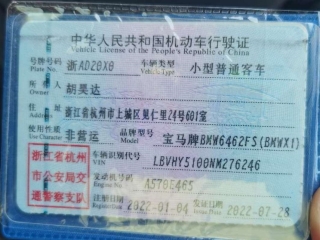 中华人民共和国机动车行驶证
Vehicle License of the People's Republic of China
号牌号码 浙AD20X0 车辆类型 小型普通客车
Plate No. Vehicle Type
所有人 胡昊达
Owner
住址 浙江省杭州市上城区见仁里24号601室
Address
使用性质 非营运 品牌型号 宝马牌BMW6462FS(BMWX1)
Use Character
浙江省杭州市公安局交通警察支队
车辆识别代号 LBVHY5100NM276246
VIN
发动机号码 A578E465
Engine No.
注册日期 2022-01-04 发证日期 2022-07-28
Register Date Issue Date